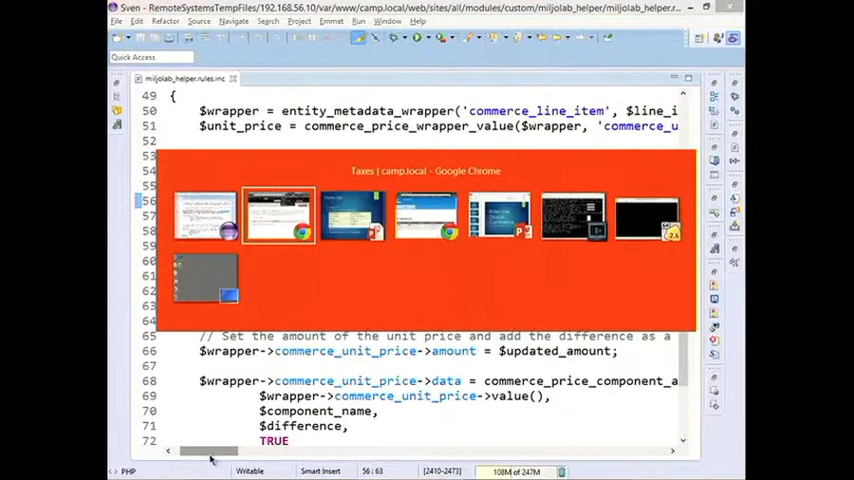 Sven - RemoteSystemsTempFiles/192.168.56.10/var/www/camp.local/web/sites/all/modules/custom/miljolab_helper/miljolab_helper.r...
File Edit Refactor Source Navigate Search Project Emmet Run Window Help
Quick Access
miljolab_helper.rules.inc
49 {
50 $wrapper = entity_metadata_wrapper('commerce_line_item', $line_i
51 $unit_price = commerce_price_wrapper_value($wrapper, 'commerce_u
52
53
Taxes | camp.local - Google Chrome
54
55
56
57
58
59
60
61
62
63
64
65 // Set the amount of the unit price and add the difference as a
66 $wrapper->commerce_unit_price->amount = $updated_amount;
67
68 $wrapper->commerce_unit_price->data = commerce_price_component_a
69 $wrapper->commerce_unit_price->value(),
70 $component_name,
71 $difference,
72 TRUE
PHP Writable Smart Insert 56 : 63 [2410-2473] 108M of 247M